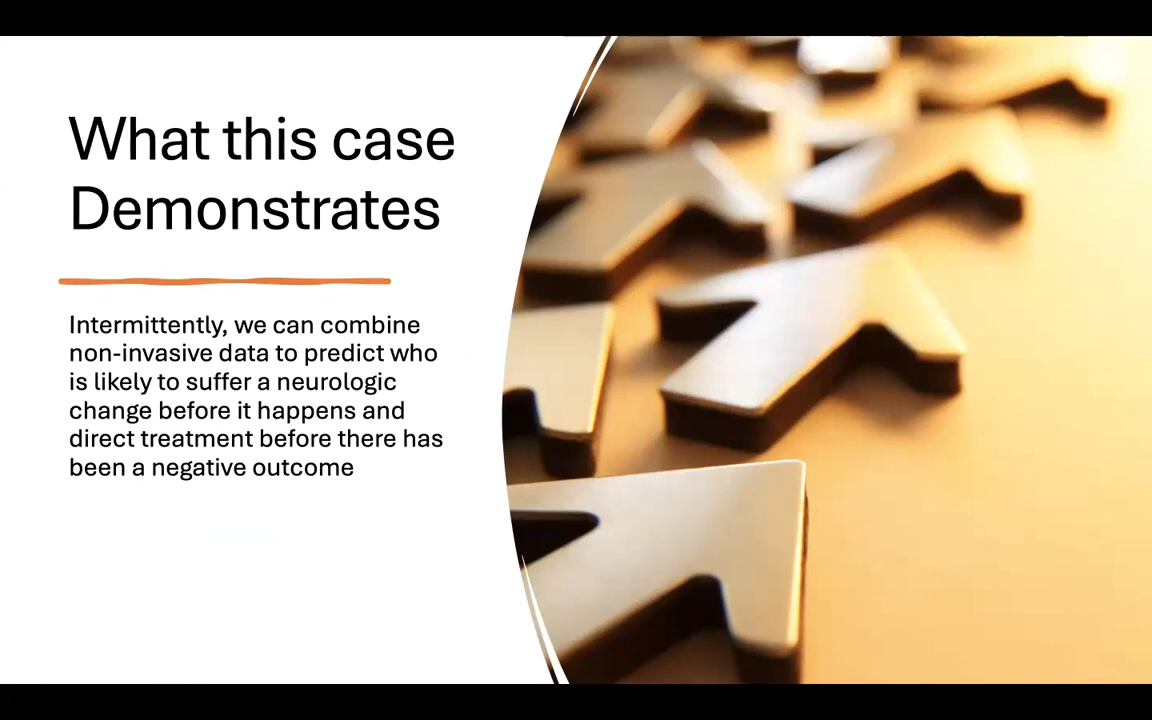 What this case
Demonstrates
Intermittently, we can combine
non-invasive data to predict who
is likely to suffer a neurologic
change before it happens and
direct treatment before there has
been a negative outcome